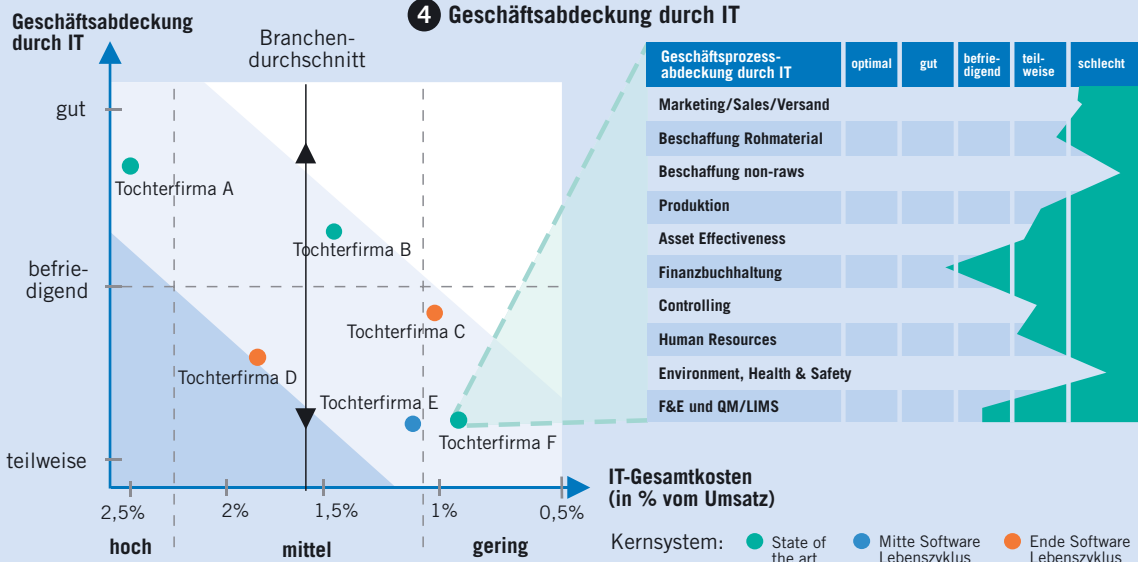 4 Geschäftsabdeckung durch IT
Geschäftsabdeckung
durch IT
Branchen-
durchschnitt
gut
befrie-
digend
teilweise
Tochterfirma A
Tochterfirma B
Tochterfirma C
Tochterfirma D
Tochterfirma E
Tochterfirma F
2,5%
2%
1,5%
1%
0,5%
hoch
mittel
gering
IT-Gesamtkosten
(in % vom Umsatz)
Geschäftsprozess-
abdeckung durch IT
optimal
gut
befrie-
digend
teil-
weise
schlecht
Marketing/Sales/Versand
Beschaffung Rohmaterial
Beschaffung non-raws
Produktion
Asset Effectiveness
Finanzbuchhaltung
Controlling
Human Resources
Environment, Health & Safety
F&E und QM/LIMS
Kernsystem:
State of
the art
Mitte Software
Lebenszyklus
Ende Software
Lebenszyklus